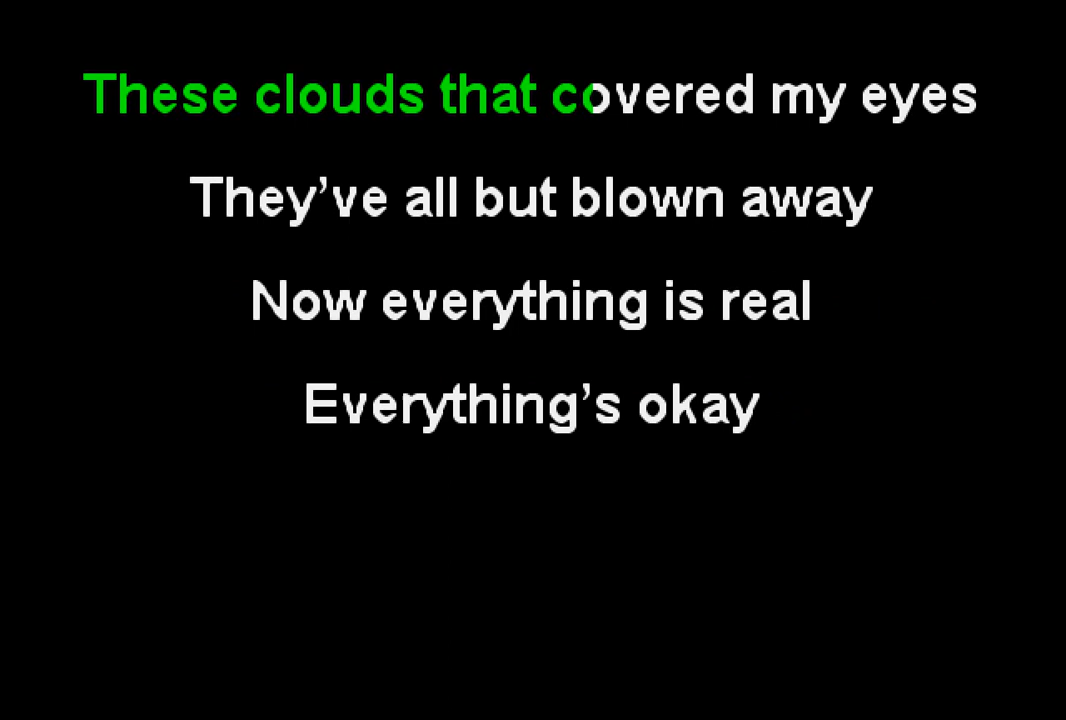 These clouds that covered my eyes
They’ve all but blown away
Now everything is real
Everything’s okay